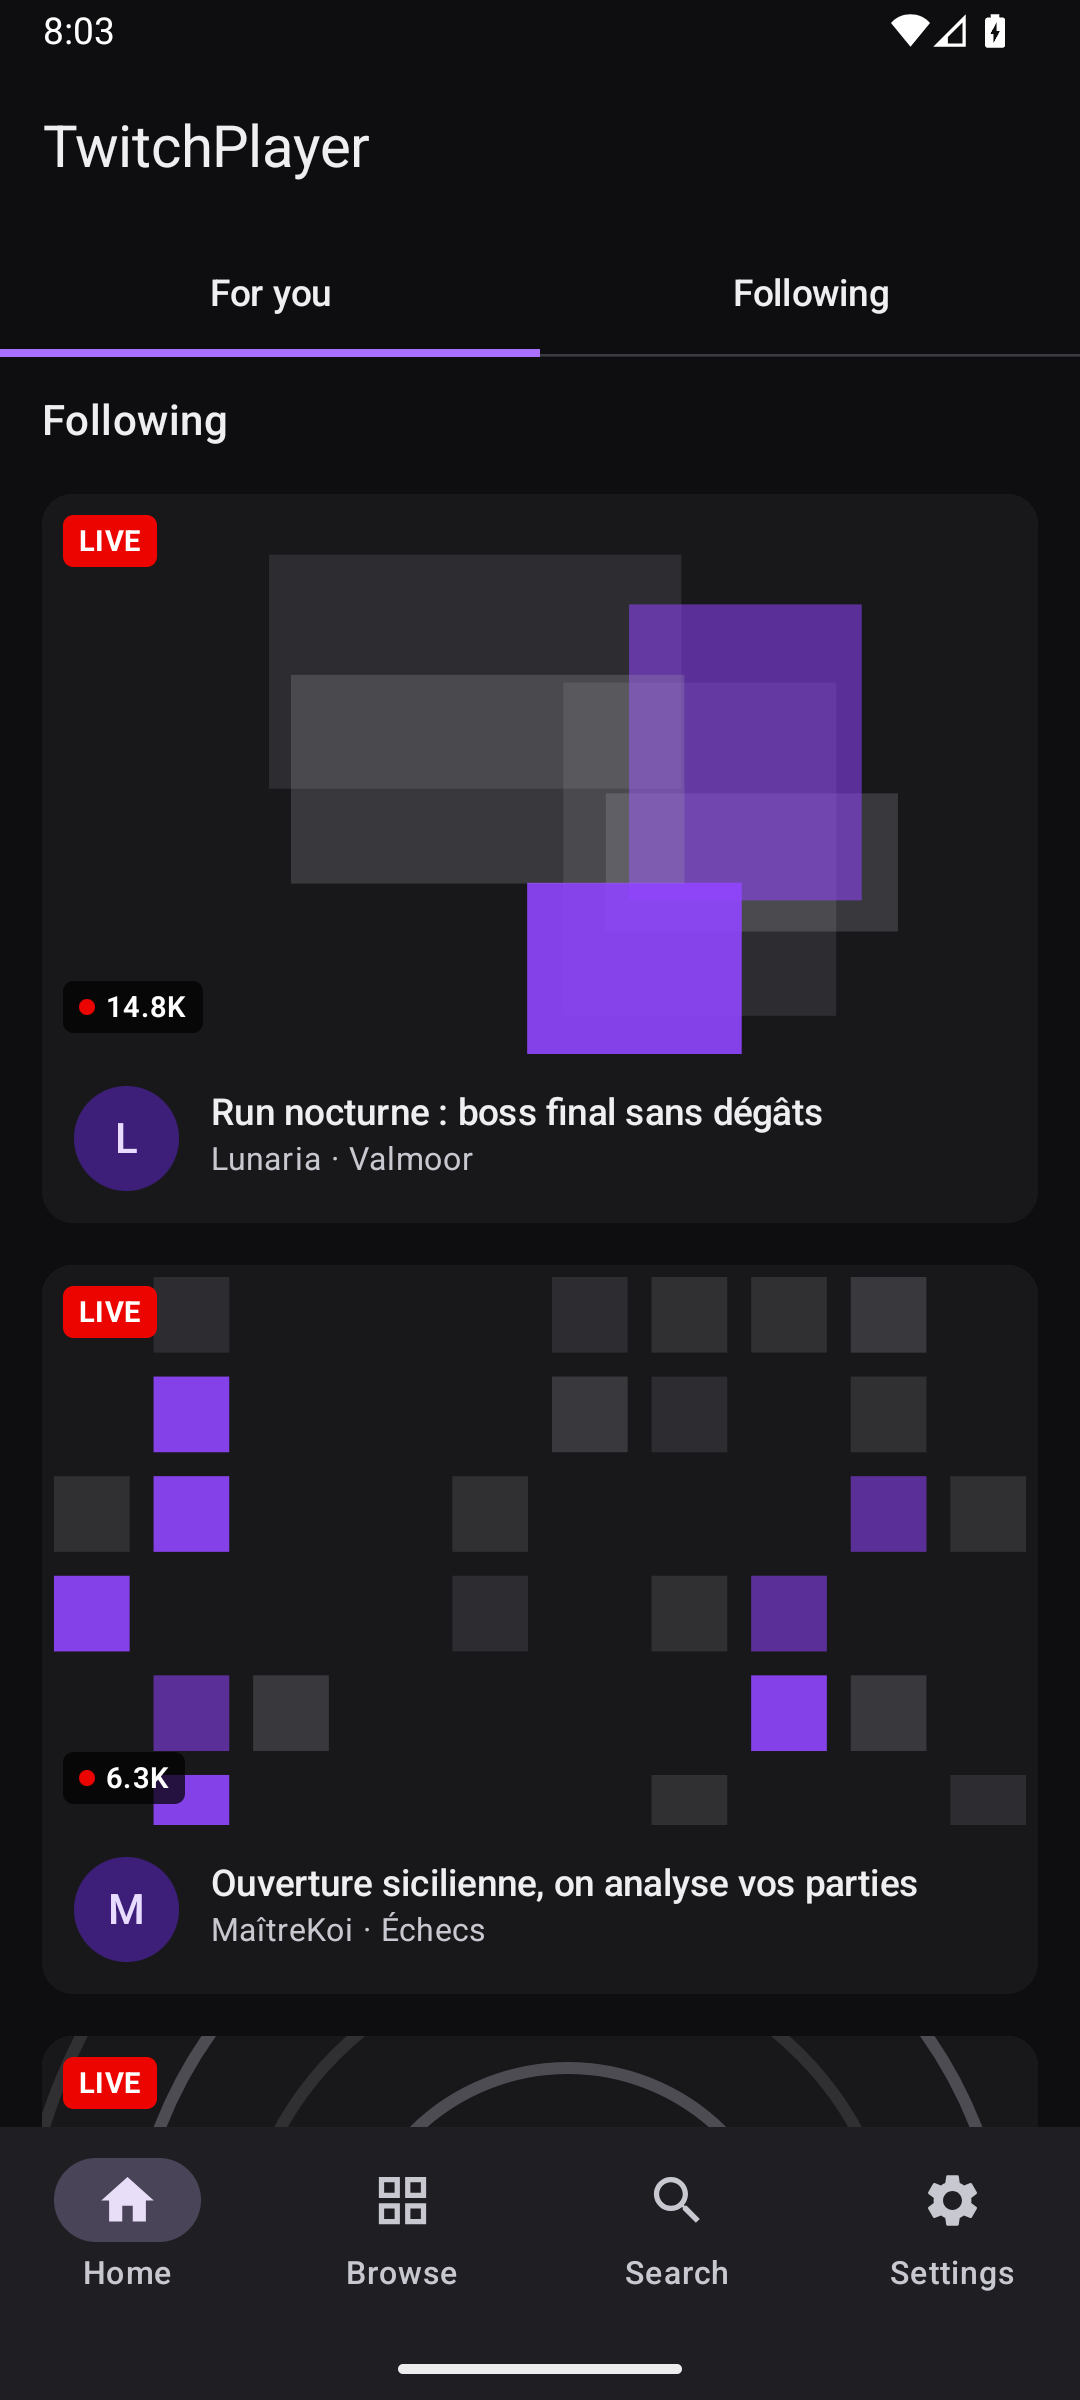 8:03
TwitchPlayer
For you
Following
Following
LIVE
14.8K
L
Run nocturne : boss final sans dégâts
Lunaria · Valmoor
LIVE
6.3K
M
Ouverture sicilienne, on analyse vos parties
MaîtreKoi · Échecs
LIVE
Home
Browse
Search
Settings